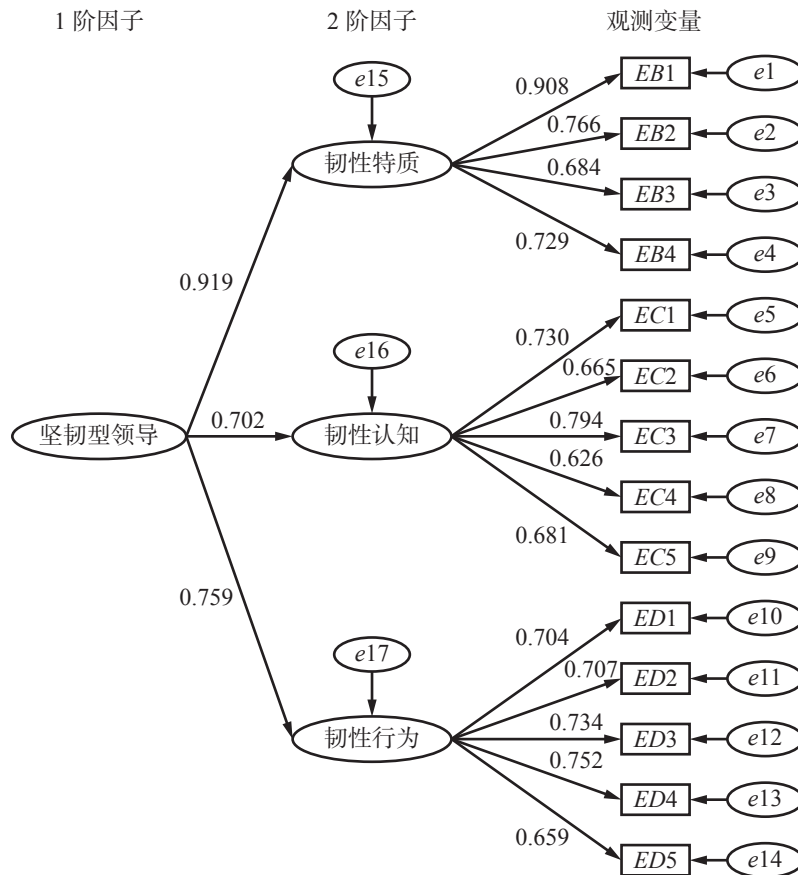 1 阶因子 2 阶因子 观测变量
e15
韧性特质
0.908
0.766
0.684
0.729
EB1 e1
EB2 e2
EB3 e3
EB4 e4
0.919
e16
坚韧型领导
0.702
韧性认知
0.730
0.665
0.794
0.626
0.681
EC1 e5
EC2 e6
EC3 e7
EC4 e8
EC5 e9
0.759
e17
韧性行为
0.704
0.707
0.734
0.752
0.659
ED1 e10
ED2 e11
ED3 e12
ED4 e13
ED5 e14